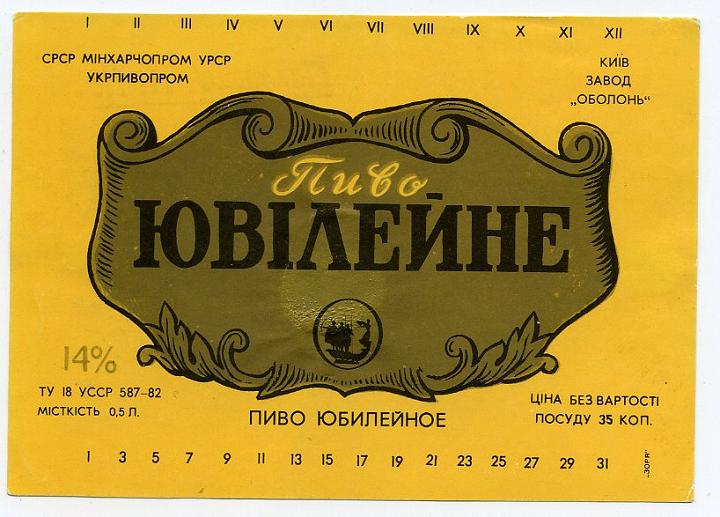 I II III IV V VI VII VIII IX X XI XII
СРСР МІНХАРЧОПРОМ УРСР
УКРПИВОПРОМ
КИЇВ
ЗАВОД
„ОБОЛОНЬ“
Пиво
ЮВІЛЕЙНЕ
14%
ТУ 18 УССР 587-82
МІСТКІСТЬ 0,5 Л.
ПИВО ЮБИЛЕЙНОЕ
ЦІНА БЕЗ ВАРТОСТІ
ПОСУДУ 35 КОП.
1 3 5 7 9 11 13 15 17 19 21 23 25 27 29 31
„ЗОРЯ“